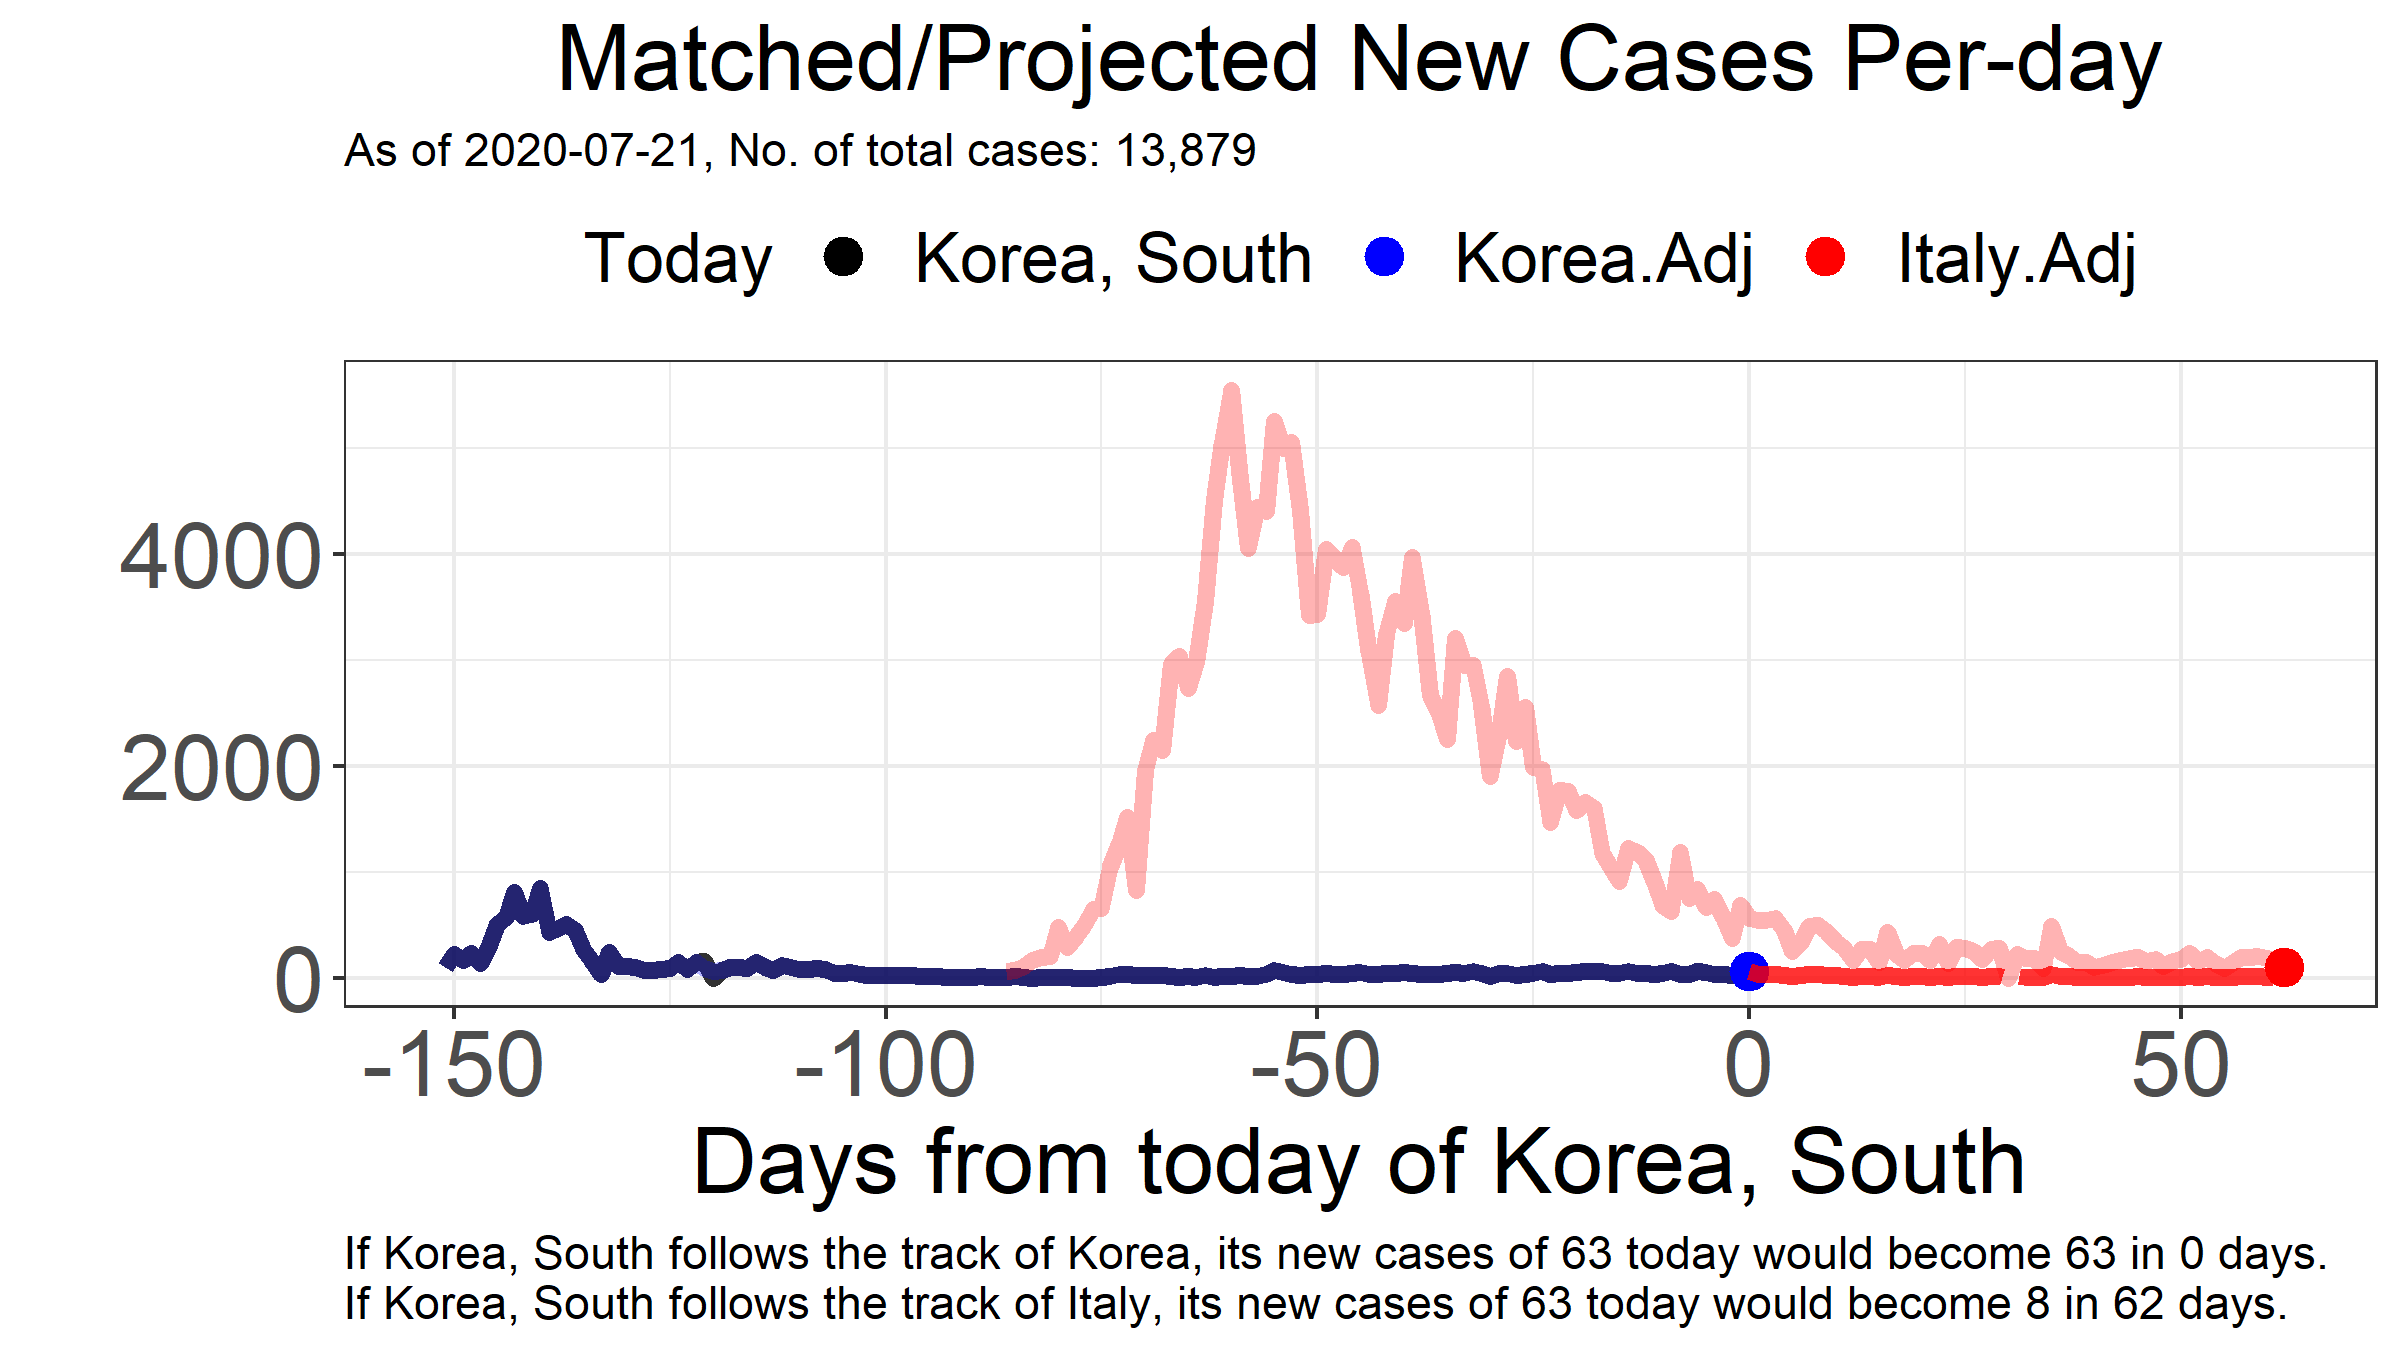 Matched/Projected New Cases Per-day
As of 2020-07-21, No. of total cases: 13,879
Today Korea, South Korea.Adj Italy.Adj
4000
2000
0
-150 -100 -50 0 50
Days from today of Korea, South
If Korea, South follows the track of Korea, its new cases of 63 today would become 63 in 0 days.
If Korea, South follows the track of Italy, its new cases of 63 today would become 8 in 62 days.